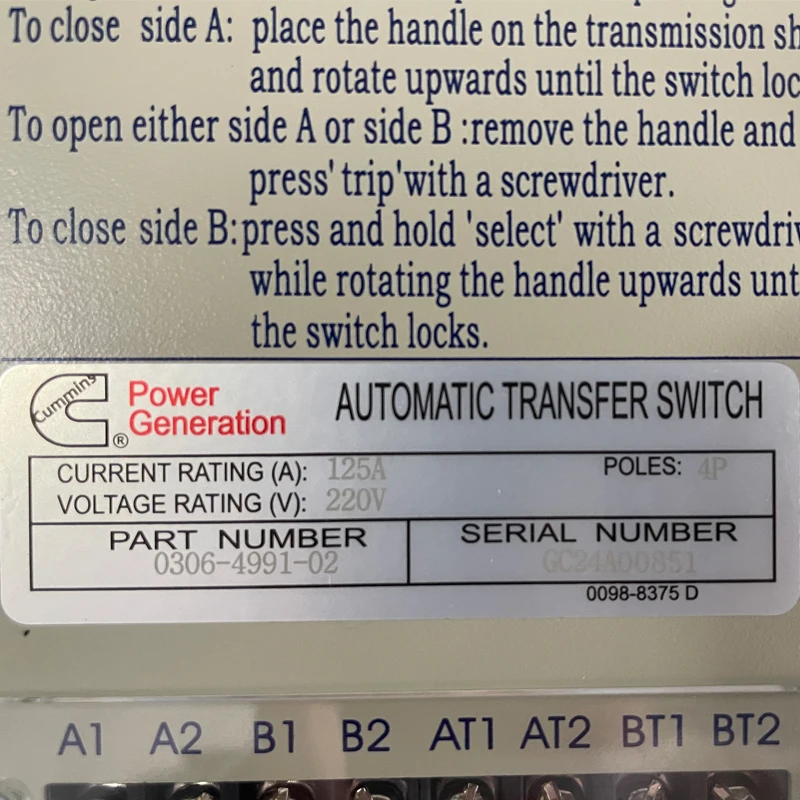 To close side A: place the handle on the transmission sh
and rotate upwards until the switch loc
To open either side A or side B :remove the handle and
press' trip'with a screwdriver.
To close side B:press and hold 'select' with a screwdriv
while rotating the handle upwards unt
the switch locks.
Cummins
®
Power
Generation
AUTOMATIC TRANSFER SWITCH
CURRENT RATING (A): 125A
POLES: 4P
VOLTAGE RATING (V): 220V
PART NUMBER
SERIAL NUMBER
0306-4991-02
GC24A00851
0098-8375 D
A1 A2 B1 B2 AT1 AT2 BT1 BT2